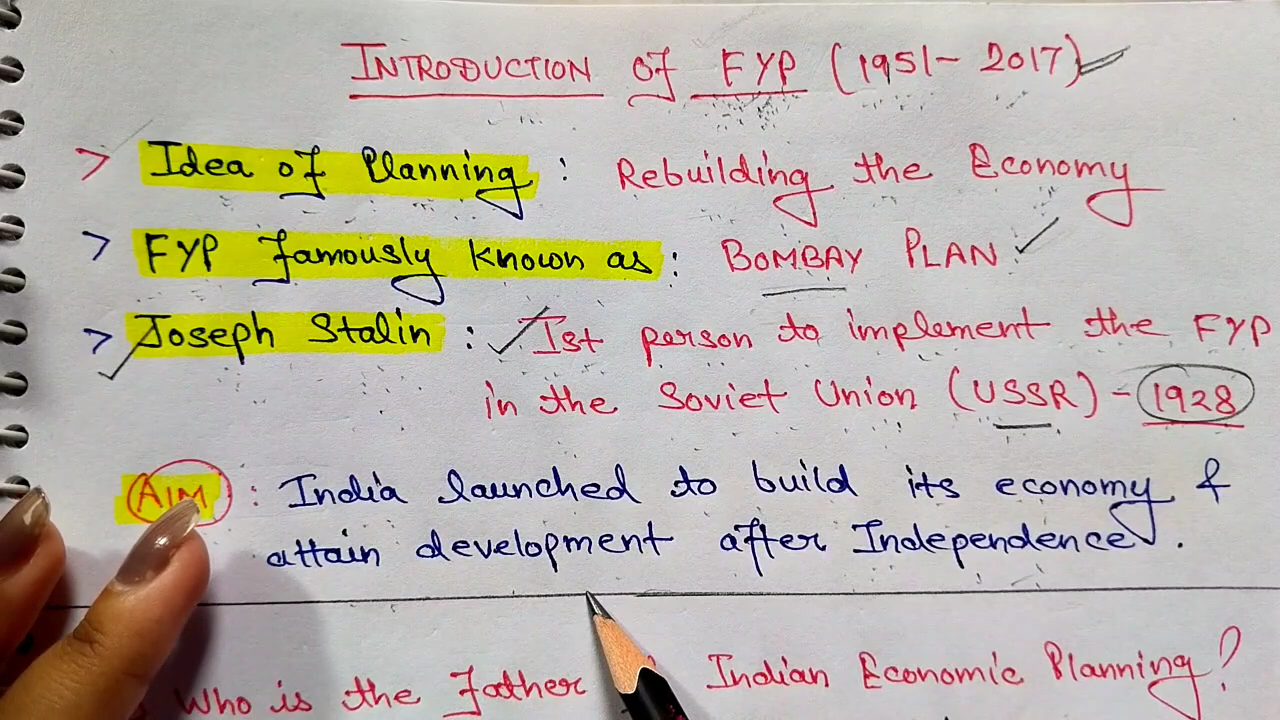 INTRODUCTION OF FYP (1951- 2017)
> Idea of Planning : Rebuilding the Economy
> FYP famously known as : BOMBAY PLAN
> Joseph Stalin : Ist person to implement the FYP
in the Soviet Union (USSR) - 1928
AIM : India launched to build its economy &
attain development after Independence.
Who is the Father Indian Economic Planning?